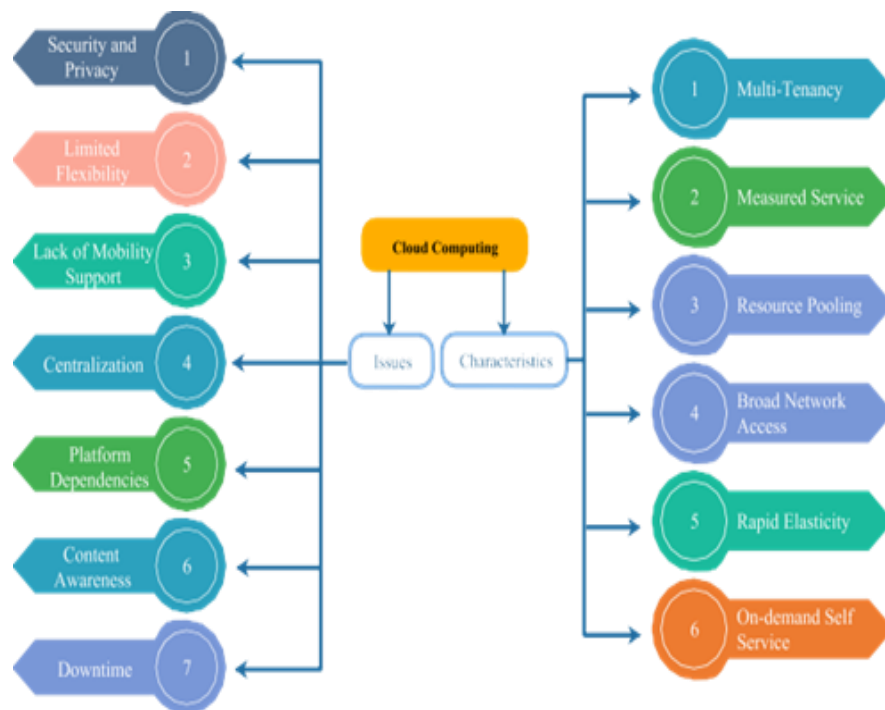 Cloud Computing
Issues
Characteristics
Security and
Privacy
1
Limited
Flexibility
2
Lack of Mobility
Support
3
Centralization
4
Platform
Dependencies
5
Content
Awareness
6
Downtime
7
1
Multi-Tenancy
2
Measured Service
3
Resource Pooling
4
Broad Network
Access
5
Rapid Elasticity
6
On-demand Self
Service